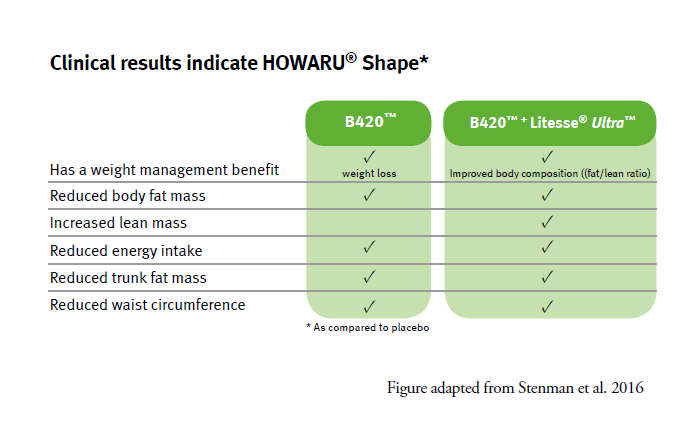 Clinical results indicate HOWARU® Shape*
B420™ B420™ + Litesse® Ultra™
Has a weight management benefit ✓ weight loss ✓ Improved body composition ((fat/lean ratio)
Reduced body fat mass ✓ ✓
Increased lean mass ✓
Reduced energy intake ✓ ✓
Reduced trunk fat mass ✓ ✓
Reduced waist circumference ✓ ✓
* As compared to placebo
Figure adapted from Stenman et al. 2016